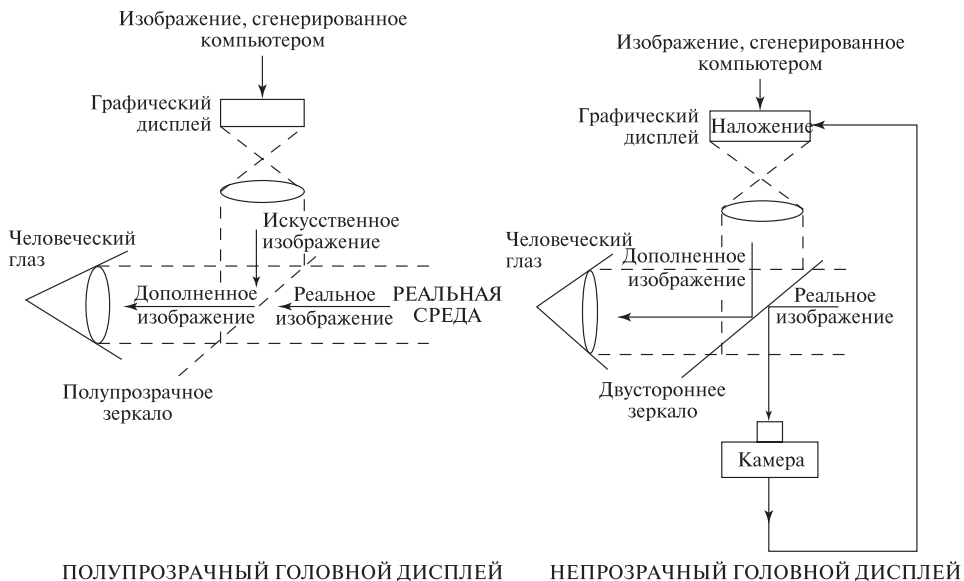 Изображение, сгенерированное
компьютером
Графический
дисплей
Искусственное
изображение
Человеческий
глаз
Дополненное
изображение
Реальное
изображение
РЕАЛЬНАЯ
СРЕДА
Полупрозрачное
зеркало
ПОЛУПРОЗРАЧНЫЙ ГОЛОВНОЙ ДИСПЛЕЙ
Изображение, сгенерированное
компьютером
Графический
дисплей
Наложение
Человеческий
глаз
Дополненное
изображение
Реальное
изображение
Двустороннее
зеркало
Камера
НЕПРОЗРАЧНЫЙ ГОЛОВНОЙ ДИСПЛЕЙ